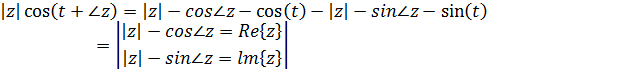 |z| cos(t + ∠z) = |z| − cos∠z − cos(t) − |z| − sin∠z − sin(t)
= ||z| − cos∠z = Re{z}|
|z| − sin∠z = lm{z}|